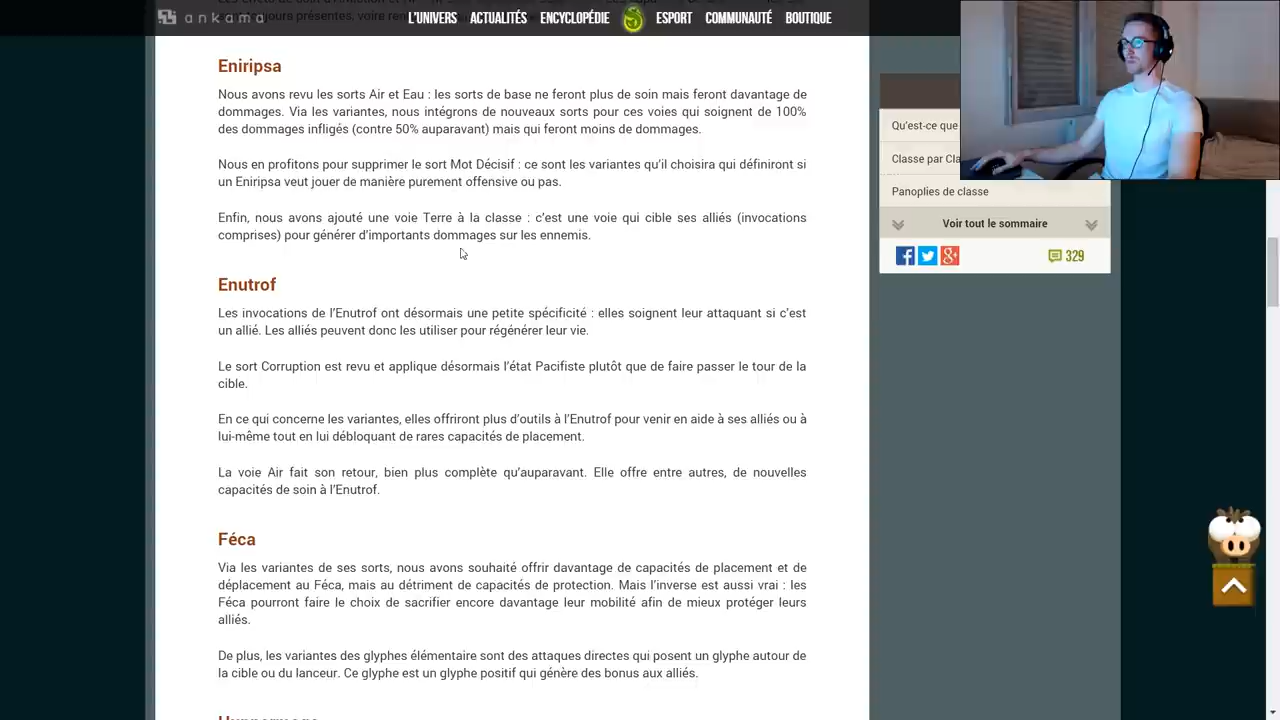 ankama
L'UNIVERS
ACTUALITÉS
ENCYCLOPÉDIE
ESPORT
COMMUNAUTÉ
BOUTIQUE
Eniripsa
Nous avons revu les sorts Air et Eau : les sorts de base ne feront plus de soin mais feront davantage de
dommages. Via les variantes, nous intégrons de nouveaux sorts pour ces voies qui soignent de 100%
des dommages infligés (contre 50% auparavant) mais qui feront moins de dommages.
Nous en profitons pour supprimer le sort Mot Décisif : ce sont les variantes qu'il choisira qui définiront si
un Eniripsa veut jouer de manière purement offensive ou pas.
Enfin, nous avons ajouté une voie Terre à la classe : c'est une voie qui cible ses alliés (invocations
comprises) pour générer d'importants dommages sur les ennemis.
Enutrof
Les invocations de l'Enutrof ont désormais une petite spécificité : elles soignent leur attaquant si c'est
un allié. Les alliés peuvent donc les utiliser pour régénérer leur vie.
Le sort Corruption est revu et applique désormais l'état Pacifiste plutôt que de faire passer le tour de la
cible.
En ce qui concerne les variantes, elles offriront plus d'outils à l'Enutrof pour venir en aide à ses alliés ou à
lui-même tout en lui débloquant de rares capacités de placement.
La voie Air fait son retour, bien plus complète qu'auparavant. Elle offre entre autres, de nouvelles
capacités de soin à l'Enutrof.
Féca
Via les variantes de ses sorts, nous avons souhaité offrir davantage de capacités de placement et de
déplacement au Féca, mais au détriment de capacités de protection. Mais l'inverse est aussi vrai : les
Féca pourront faire le choix de sacrifier encore davantage leur mobilité afin de mieux protéger leurs
alliés.
De plus, les variantes des glyphes élémentaire sont des attaques directes qui posent un glyphe autour de
la cible ou du lanceur. Ce glyphe est un glyphe positif qui génère des bonus aux alliés.
Qu'est-ce que
Classe par Cla
Panoplies de classe
Voir tout le sommaire
329